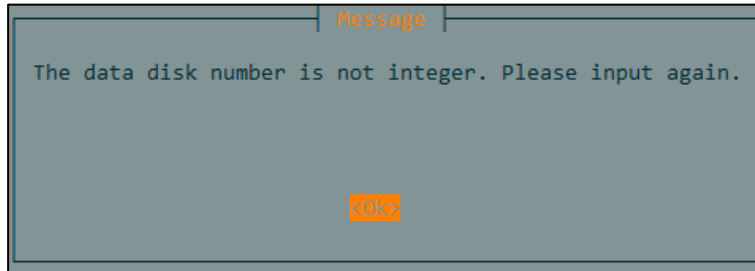 Message
The data disk number is not integer. Please input again.
<Ok>